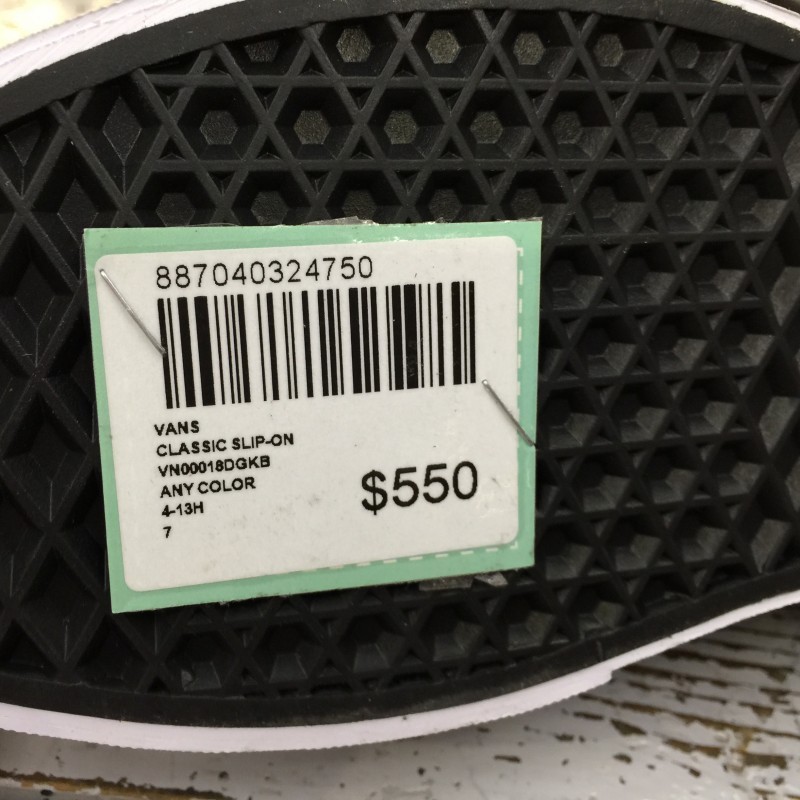 887040324750
VANS
CLASSIC SLIP-ON
VN00018DGKB
ANY COLOR
4-13H
7
$550